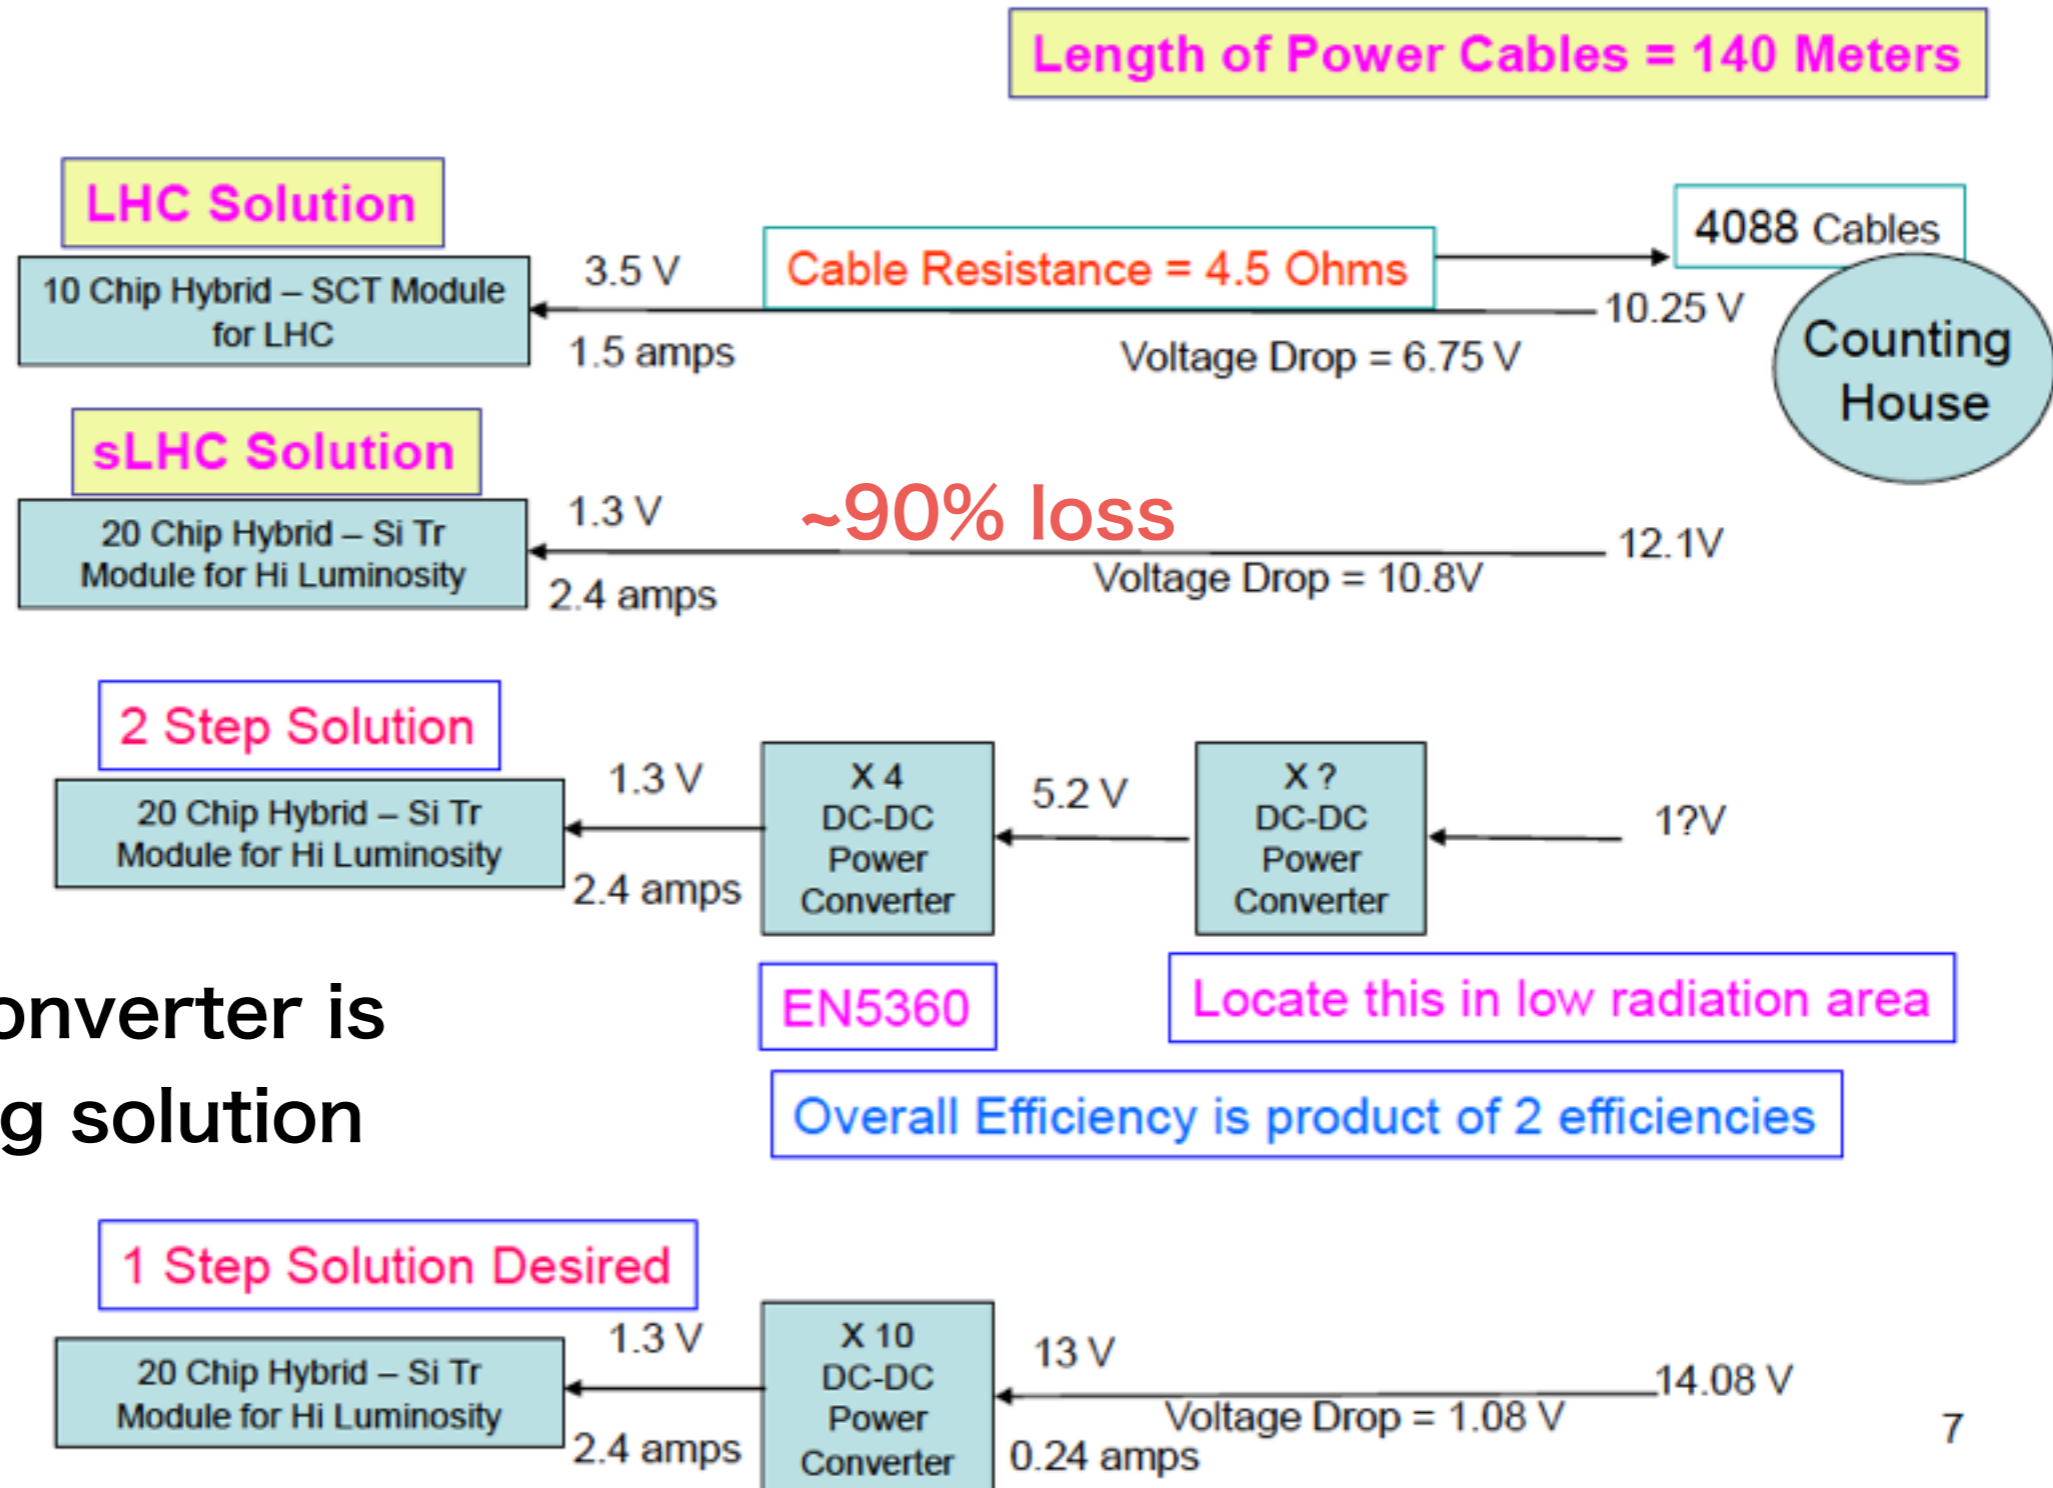 Length of Power Cables = 140 Meters
LHC Solution
10 Chip Hybrid – SCT Module
for LHC
3.5 V
1.5 amps
Cable Resistance = 4.5 Ohms
Voltage Drop = 6.75 V
10.25 V
4088 Cables
Counting
House
sLHC Solution
20 Chip Hybrid – Si Tr
Module for Hi Luminosity
1.3 V
2.4 amps
~90% loss
Voltage Drop = 10.8V
12.1V
2 Step Solution
20 Chip Hybrid – Si Tr
Module for Hi Luminosity
1.3 V
2.4 amps
X 4
DC-DC
Power
Converter
5.2 V
X ?
DC-DC
Power
Converter
1?V
EN5360
Locate this in low radiation area
onverter is
g solution
Overall Efficiency is product of 2 efficiencies
1 Step Solution Desired
20 Chip Hybrid – Si Tr
Module for Hi Luminosity
1.3 V
2.4 amps
X 10
DC-DC
Power
Converter
13 V
0.24 amps
Voltage Drop = 1.08 V
14.08 V
7